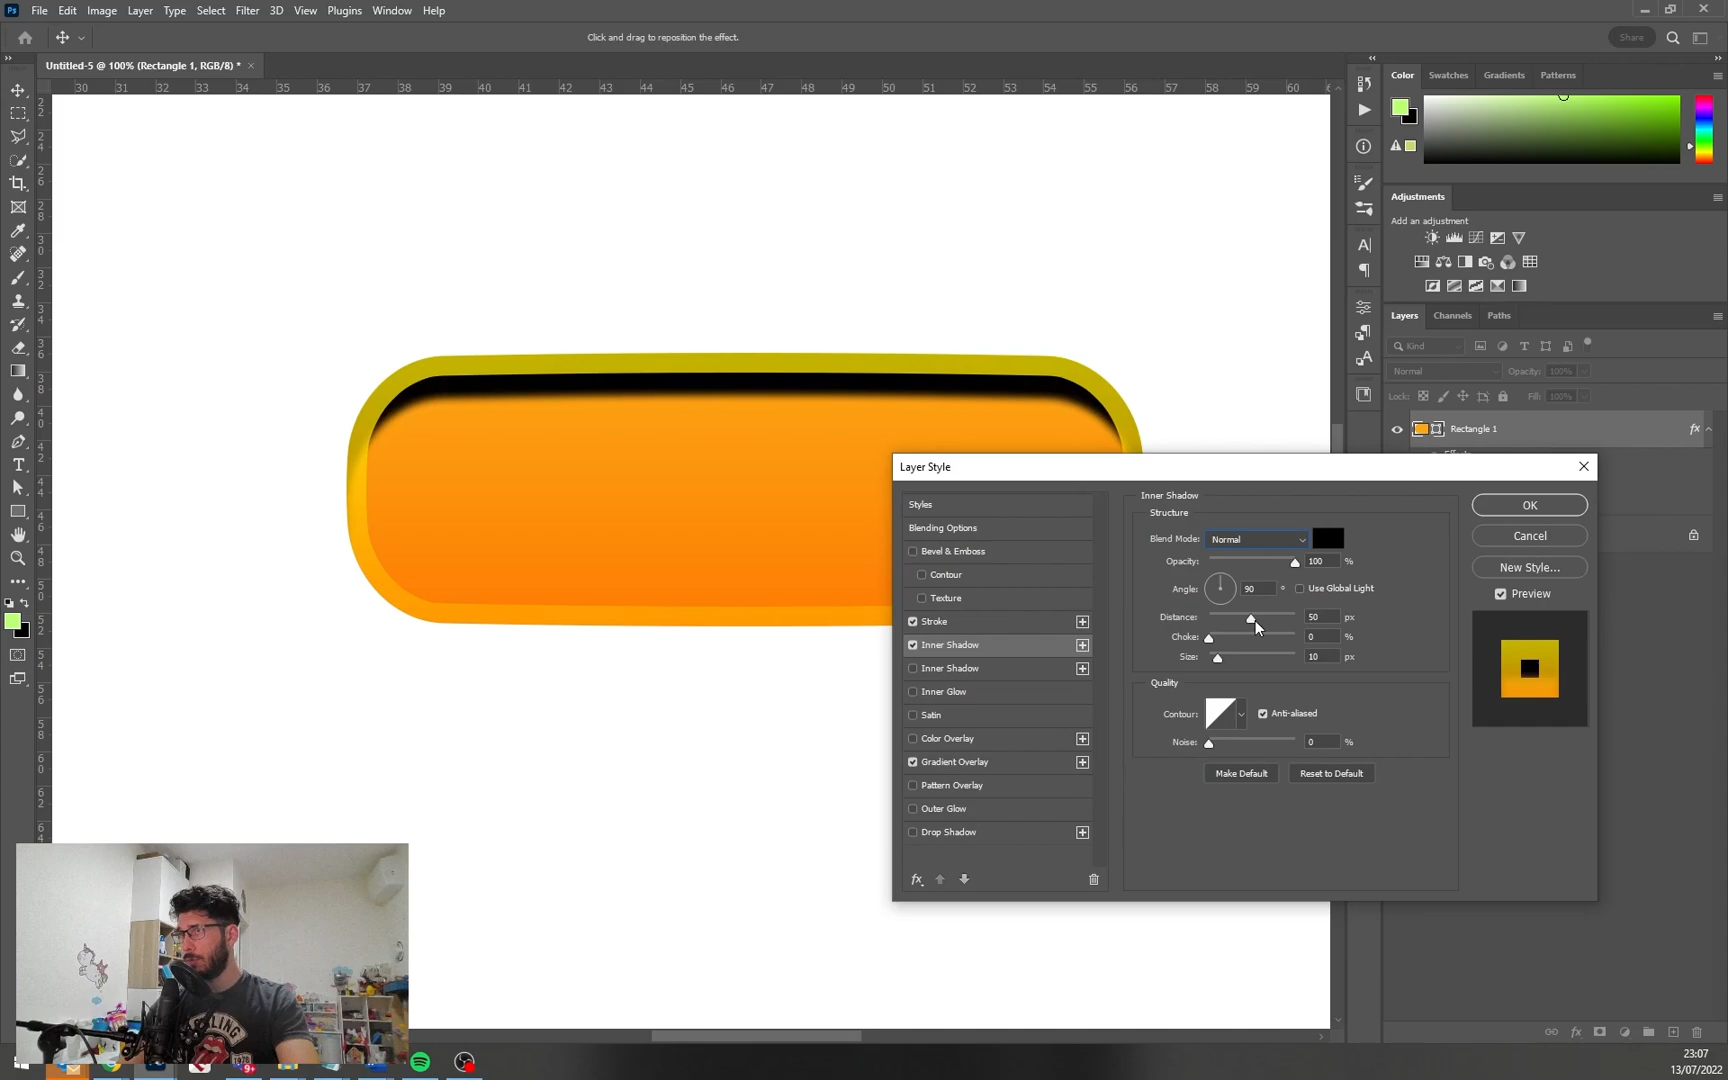 Ps File Edit Image Layer Type Select Filter 3D View Plugins Window Help
Click and drag to reposition the effect.
Share
Untitled-5 @ 100% (Rectangle 1, RGB/8) * ×
30 31 32 33 34 35 36 37 38 39 40 41 42 43 44 45 46 47 48 49 50 51 52 53 54 55 56 57 58 59 60
Color Swatches Gradients Patterns
Adjustments
Add an adjustment
Layers Channels Paths
Kind
Normal Opacity: 100%
Lock: Fill: 100%
Rectangle 1 fx
Layer Style
Styles
Blending Options
Bevel & Emboss
Contour
Texture
Stroke
Inner Shadow
Inner Shadow
Inner Glow
Satin
Color Overlay
Gradient Overlay
Pattern Overlay
Outer Glow
Drop Shadow
fx
Inner Shadow
Structure
Blend Mode: Normal
Opacity: 100 %
Angle: 90 ° Use Global Light
Distance: 50 px
Choke: 0 %
Size: 10 px
Quality
Contour: Anti-aliased
Noise: 0 %
Make Default Reset to Default
OK
Cancel
New Style...
Preview
9+
23:07
13/07/2022